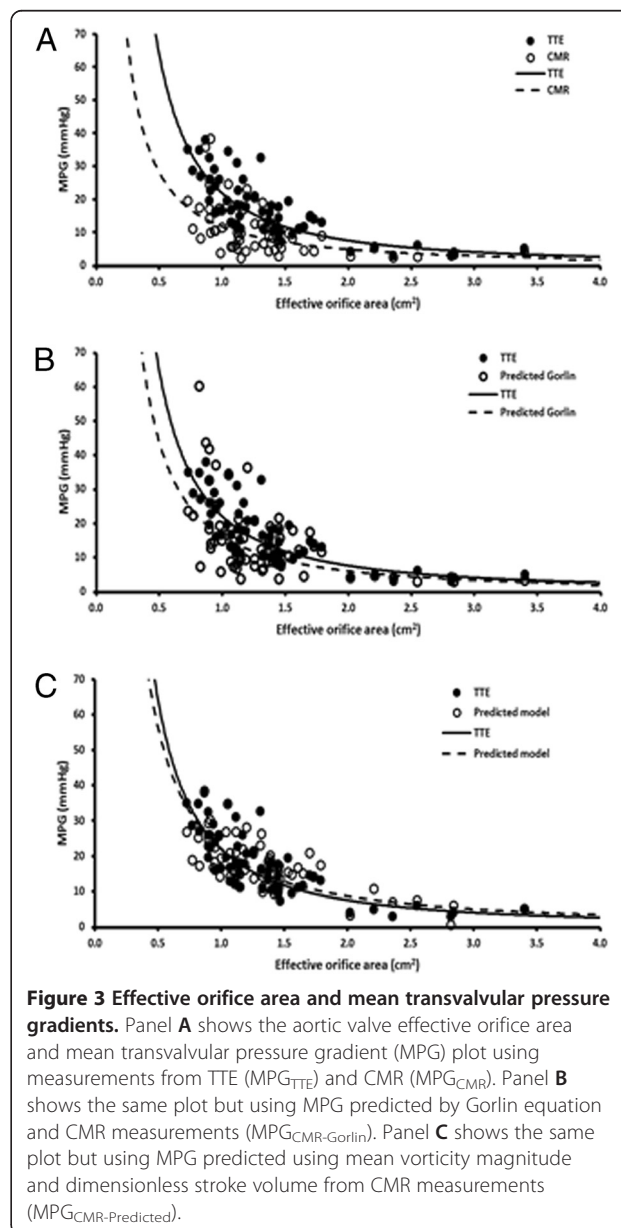 A
MPG (mmHg)
70
60
50
40
30
20
10
0
0.0 0.5 1.0 1.5 2.0 2.5 3.0 3.5 4.0
Effective orifice area (cm²)
TTE
CMR
TTE
CMR
B
MPG (mmHg)
70
60
50
40
30
20
10
0
0.0 0.5 1.0 1.5 2.0 2.5 3.0 3.5 4.0
Effective orifice area (cm²)
TTE
Predicted Gorlin
TTE
Predicted Gorlin
C
MPG (mmHg)
70
60
50
40
30
20
10
0
0.0 0.5 1.0 1.5 2.0 2.5 3.0 3.5 4.0
Effective orifice area (cm²)
TTE
Predicted model
TTE
Predicted model
Figure 3 Effective orifice area and mean transvalvular pressure
gradients. Panel A shows the aortic valve effective orifice area
and mean transvalvular pressure gradient (MPG) plot using
measurements from TTE (MPG_TTE) and CMR (MPG_CMR). Panel B
shows the same plot but using MPG predicted by Gorlin equation
and CMR measurements (MPG_CMR-Gorlin). Panel C shows the same
plot but using MPG predicted using mean vorticity magnitude
and dimensionless stroke volume from CMR measurements
(MPG_CMR-Predicted).